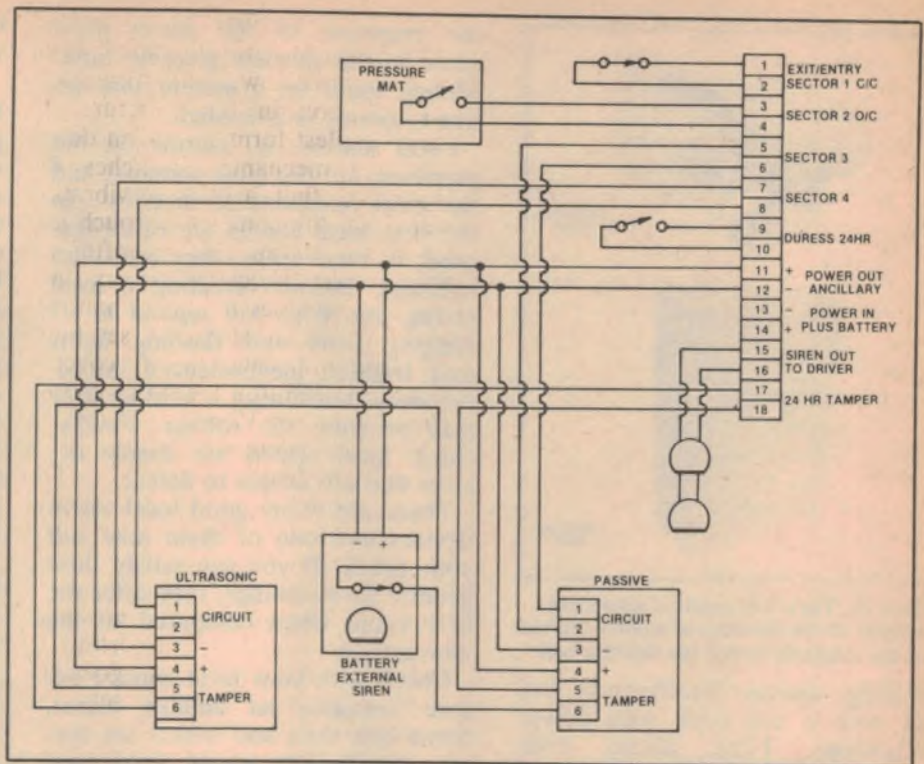 PRESSURE
MAT
1
2
3
4
5
6
7
8
9
10
11
12
13
14
15
16
17
18
EXIT/ENTRY
SECTOR 1 C/C
SECTOR 2 O/C
SECTOR 3
SECTOR 4
DURESS 24HR
+ POWER OUT
− ANCILLARY
− POWER IN
+ PLUS BATTERY
SIREN OUT
TO DRIVER
24 HR TAMPER
ULTRASONIC
1
2
3
4
5
6
CIRCUIT
−
+
TAMPER
− +
BATTERY
EXTERNAL
SIREN
PASSIVE
1
2
3
4
5
6
CIRCUIT
−
+
TAMPER